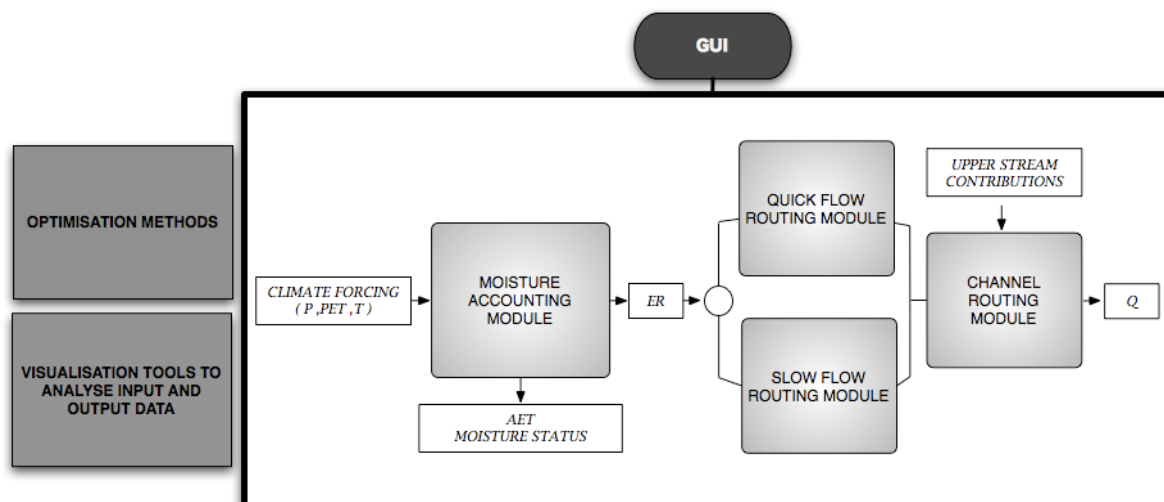 GUI
OPTIMISATION METHODS
VISUALISATION TOOLS TO
ANALYSE INPUT AND
OUTPUT DATA
CLIMATE FORCING
( P ,PET ,T )
MOISTURE
ACCOUNTING
MODULE
AET
MOISTURE STATUS
ER
QUICK FLOW
ROUTING MODULE
SLOW FLOW
ROUTING MODULE
UPPER STREAM
CONTRIBUTIONS
CHANNEL
ROUTING
MODULE
Q